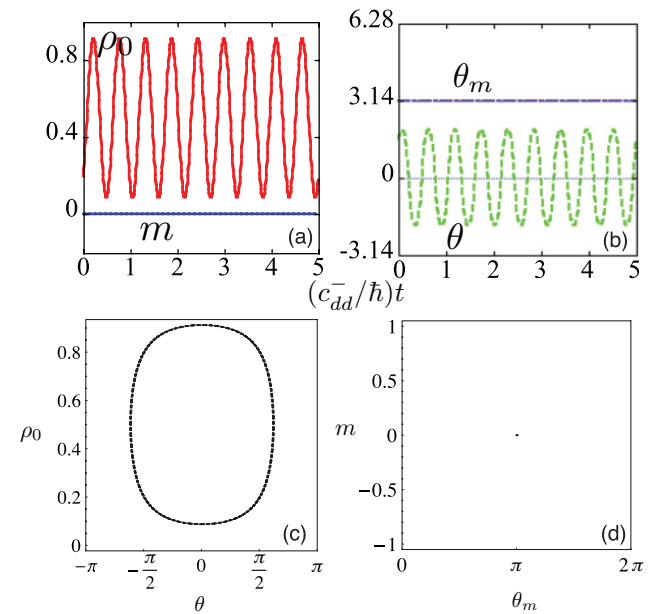 ρ₀
0.8
0.4
0
m
(a)
0 1 2 3 4 5
6.28
3.14
0
-3.14
θₘ
θ
(b)
0 1 2 3 4 5
(c⁻_dd/ħ)t
0.8
0.6
0.4
0.2
0
ρ₀
(c)
−π −π/2 0 π/2 π
θ
1
0.5
0
−0.5
−1
m
(d)
π 2π
θₘ